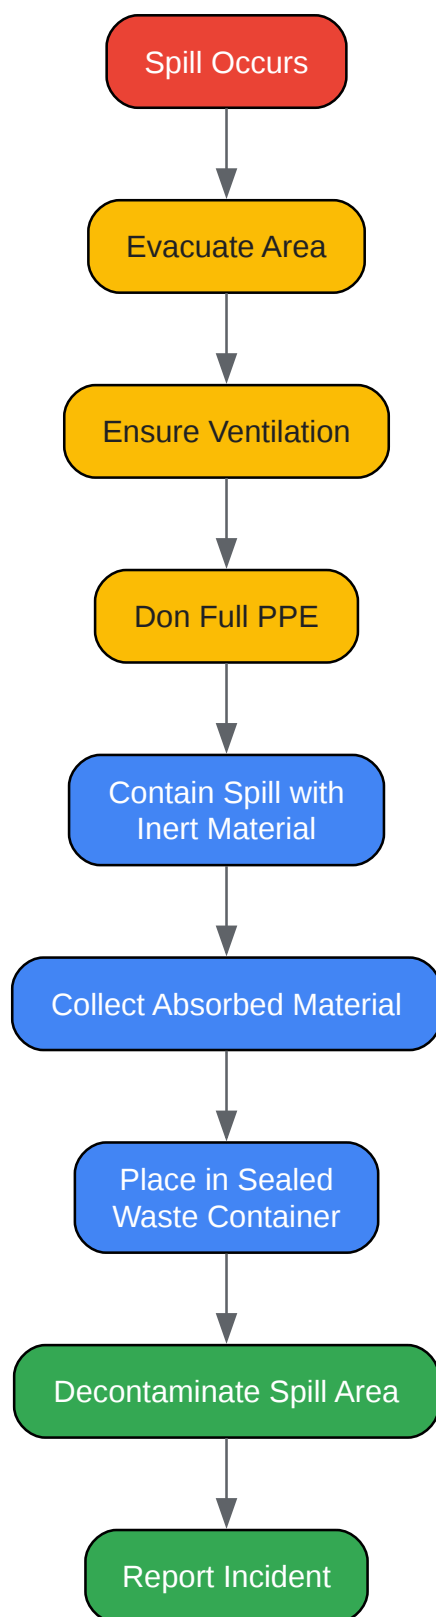 Spill Occurs
Evacuate Area
Ensure Ventilation
Don Full PPE
Contain Spill with
Inert Material
Collect Absorbed Material
Place in Sealed
Waste Container
Decontaminate Spill Area
Report Incident